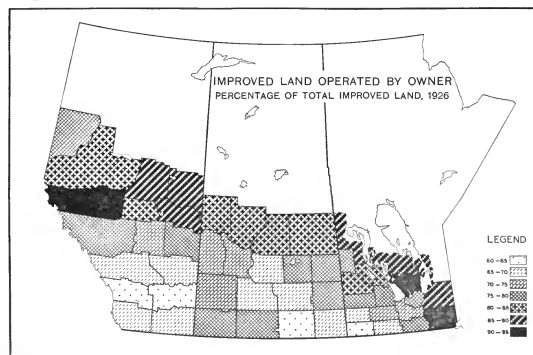 IMPROVED LAND OPERATED BY OWNER
PERCENTAGE OF TOTAL IMPROVED LAND, 1926
LEGEND
60-65
65-70
70-75
75-80
80-85
85-90
90-95